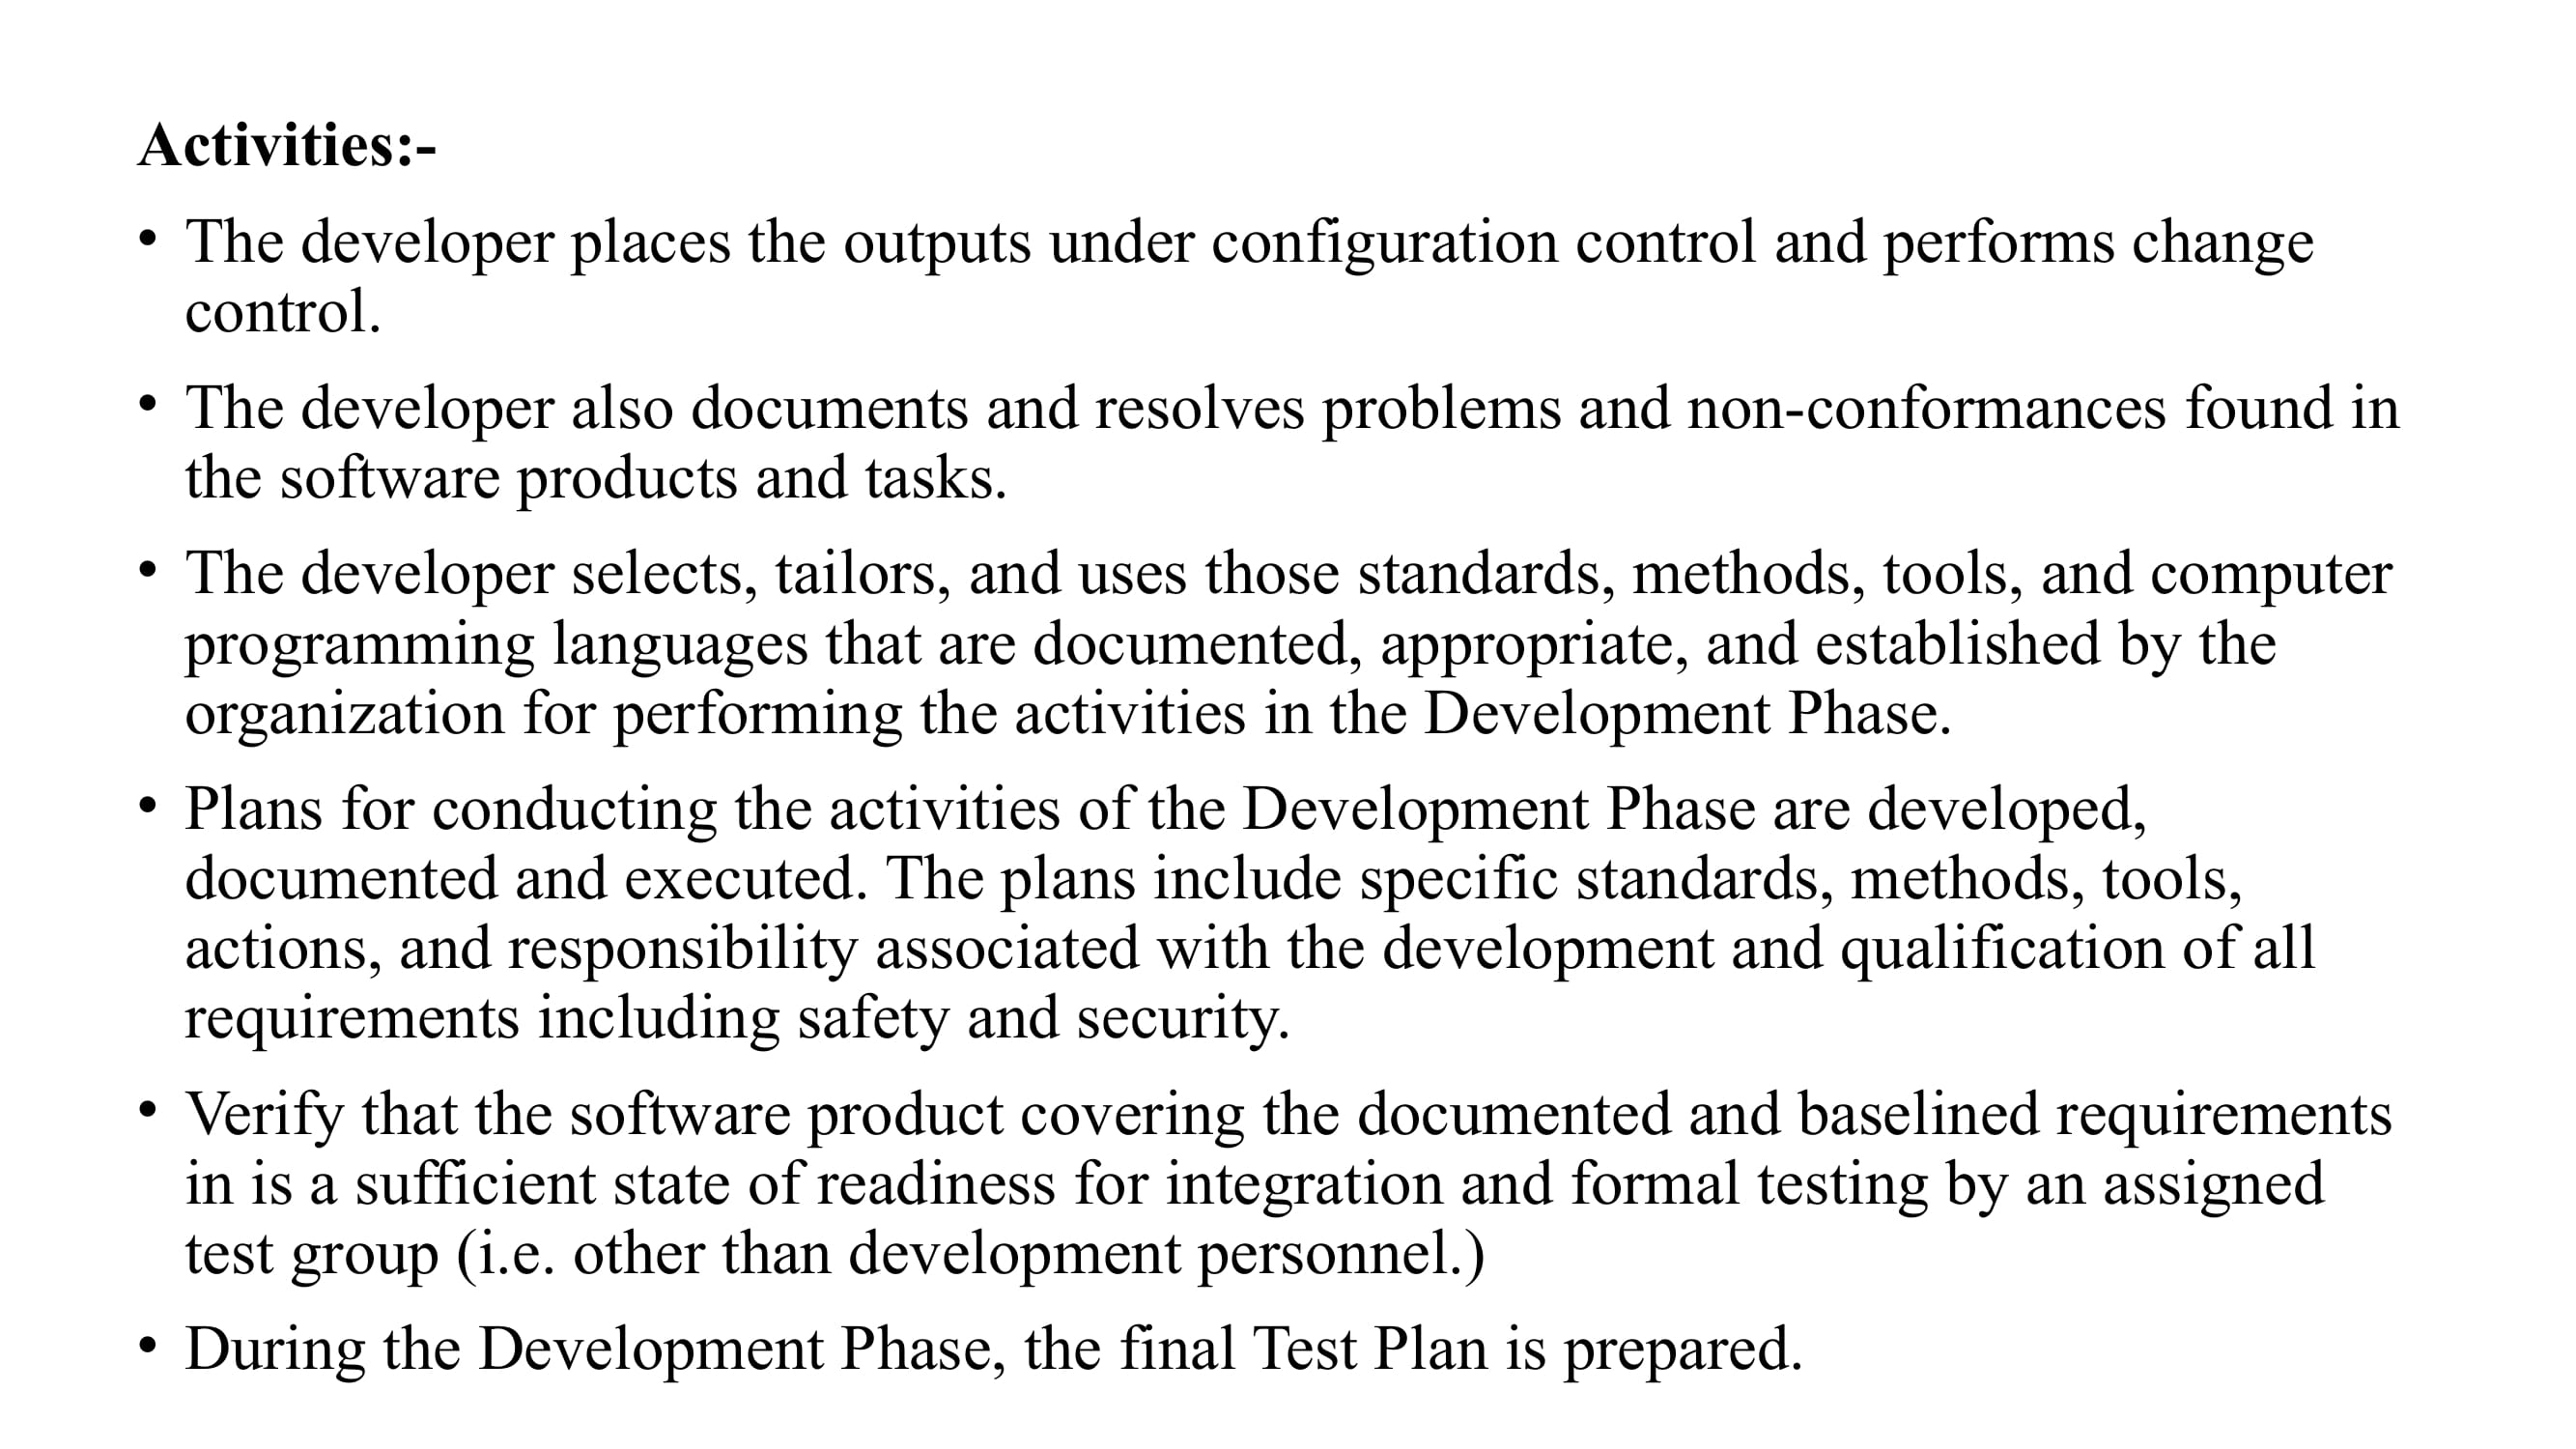 Activities:-
• The developer places the outputs under configuration control and performs change
control.
• The developer also documents and resolves problems and non-conformances found in
the software products and tasks.
• The developer selects, tailors, and uses those standards, methods, tools, and computer
programming languages that are documented, appropriate, and established by the
organization for performing the activities in the Development Phase.
• Plans for conducting the activities of the Development Phase are developed,
documented and executed. The plans include specific standards, methods, tools,
actions, and responsibility associated with the development and qualification of all
requirements including safety and security.
• Verify that the software product covering the documented and baselined requirements
in is a sufficient state of readiness for integration and formal testing by an assigned
test group (i.e. other than development personnel.)
• During the Development Phase, the final Test Plan is prepared.